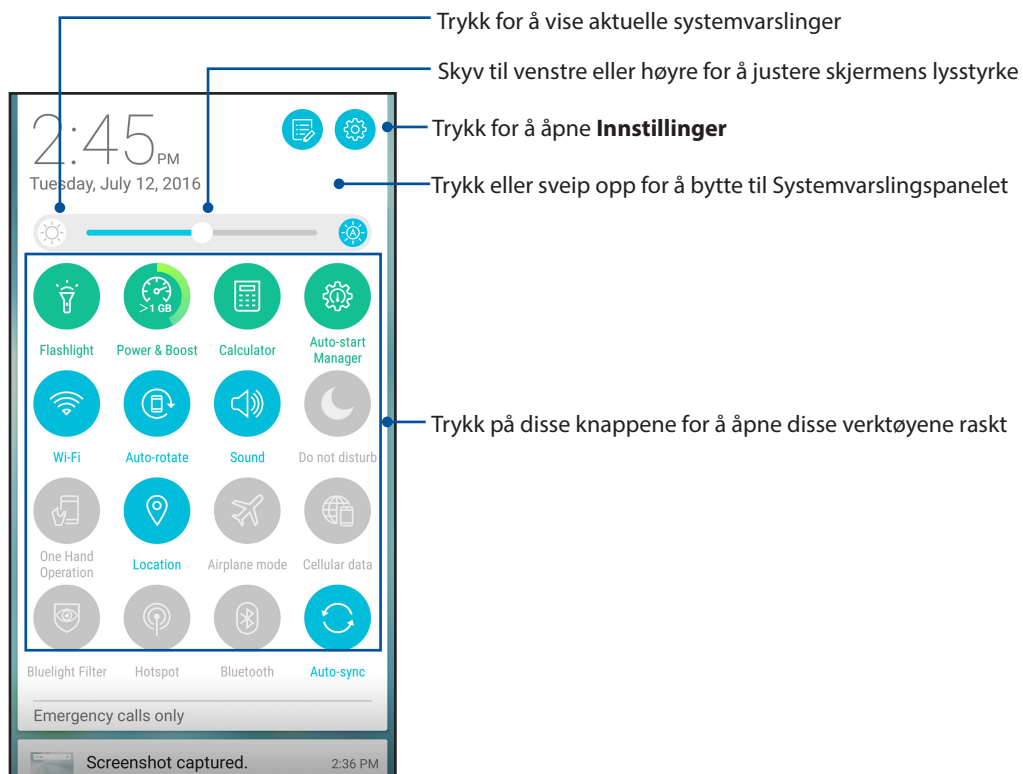 Trykk for å vise aktuelle systemvarslinger
Skyv til venstre eller høyre for å justere skjermens lysstyrke
Trykk for å åpne Innstillinger
Trykk eller sveip opp for å bytte til Systemvarslingspanelet
2:45 PM
Tuesday, July 12, 2016
A
>1 GB
Flashlight
Power & Boost
Calculator
Auto-start
Manager
Trykk på disse knappene for å åpne disse verktøyene raskt
Wi-Fi
Auto-rotate
Sound
Do not disturb
One Hand
Operation
Location
Airplane mode
Cellular data
Bluelight Filter
Hotspot
Bluetooth
Auto-sync
Emergency calls only
Screenshot captured.
2:36 PM